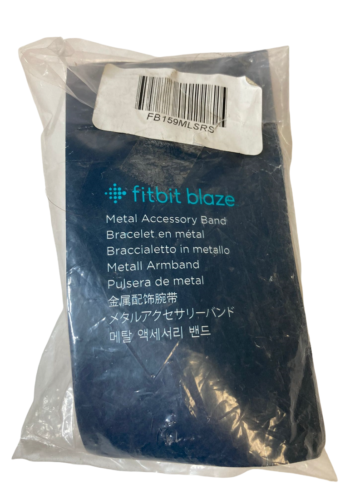 FB159MLSRS
fitbit blaze
Metal Accessory Band
Bracelet en métal
Braccialetto in metallo
Metall Armband
Pulsera de metal
金属配饰腕带
メタルアクセサリーバンド
메탈 액세서리 밴드